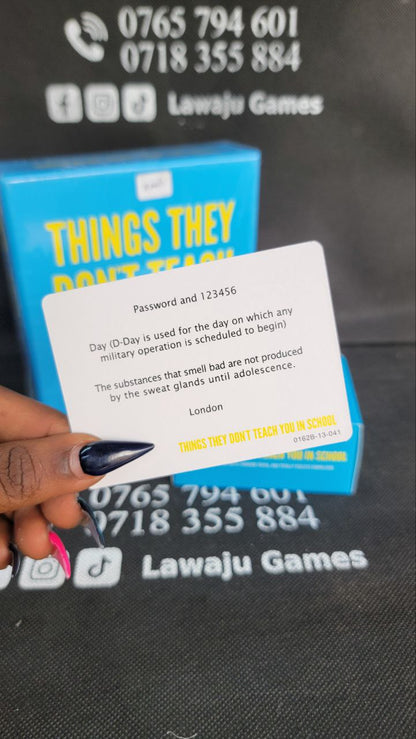 0765 794 601
0718 355 884
Lawaju Games
THINGS THEY
DON'T TEACH
Password and 123456
Day (D-Day is used for the day on which any
military operation is scheduled to begin)
The substances that smell bad are not produced
by the sweat glands until adolescence.
London
THINGS THEY DON'T TEACH YOU IN SCHOOL
01628-13-041
YOU IN SCHOOL
0765 794 601
0718 355 884
Lawaju Games